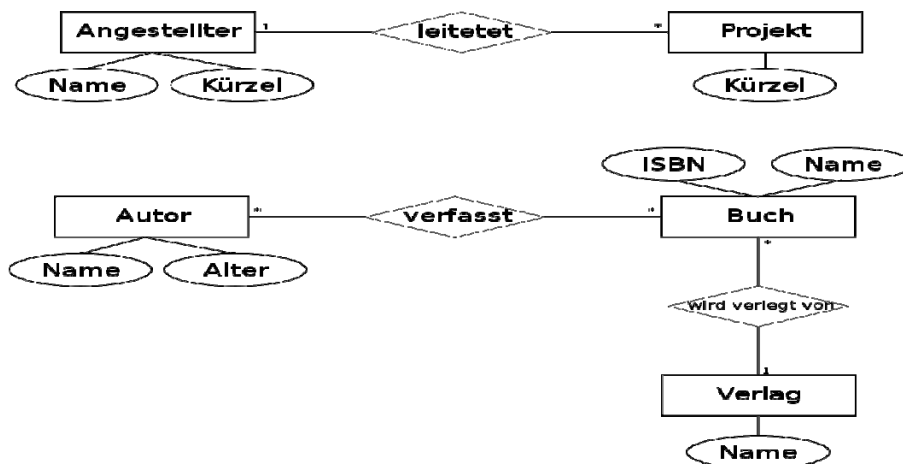 Angestellter 1 leitetet * Projekt
Name Kürzel Kürzel
ISBN Name
Autor * verfasst * Buch
Name Alter *
wird verlegt von
1
Verlag
Name